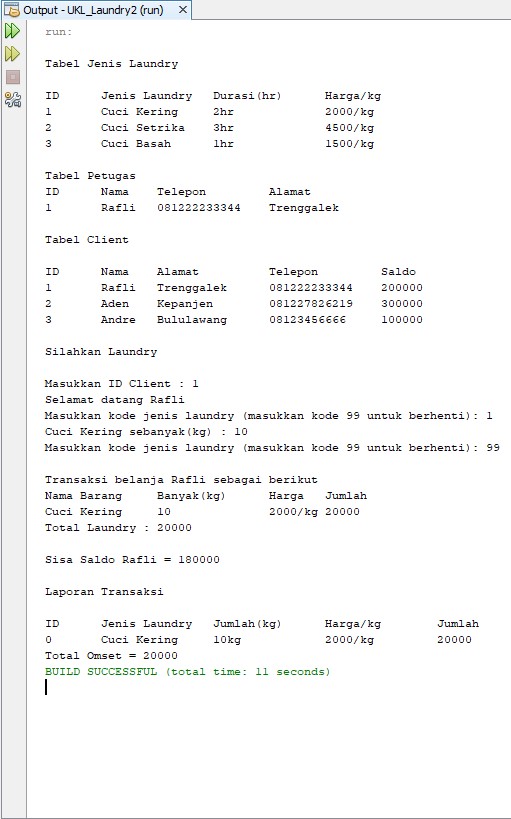 Output - UKL_Laundry2 (run) ×
run:
Tabel Jenis Laundry
ID Jenis Laundry Durasi(hr) Harga/kg
1 Cuci Kering 2hr 2000/kg
2 Cuci Setrika 3hr 4500/kg
3 Cuci Basah 1hr 1500/kg
Tabel Petugas
ID Nama Telepon Alamat
1 Rafli 081222233344 Trenggalek
Tabel Client
ID Nama Alamat Telepon Saldo
1 Rafli Trenggalek 081222233344 200000
2 Aden Kepanjen 081227826219 300000
3 Andre Bululawang 08123456666 100000
Silahkan Laundry
Masukkan ID Client : 1
Selamat datang Rafli
Masukkan kode jenis laundry (masukkan kode 99 untuk berhenti): 1
Cuci Kering sebanyak(kg) : 10
Masukkan kode jenis laundry (masukkan kode 99 untuk berhenti): 99
Transaksi belanja Rafli sebagai berikut
Nama Barang Banyak(kg) Harga Jumlah
Cuci Kering 10 2000/kg 20000
Total Laundry : 20000
Sisa Saldo Rafli = 180000
Laporan Transaksi
ID Jenis Laundry Jumlah(kg) Harga/kg Jumlah
0 Cuci Kering 10kg 2000/kg 20000
Total Omset = 20000
BUILD SUCCESSFUL (total time: 11 seconds)